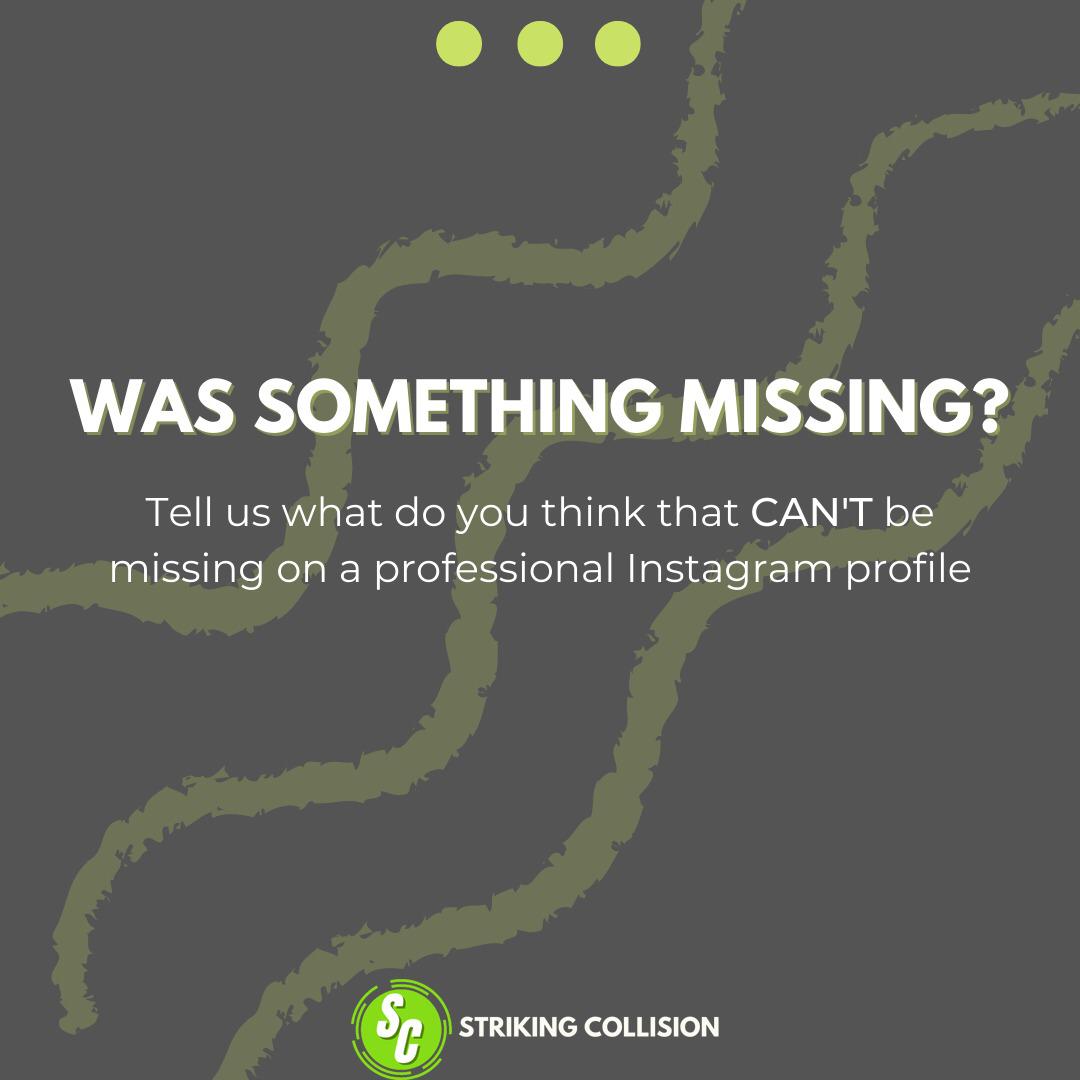 WAS SOMETHING MISSING?
Tell us what do you think that CAN'T be
missing on a professional Instagram profile
SC STRIKING COLLISION